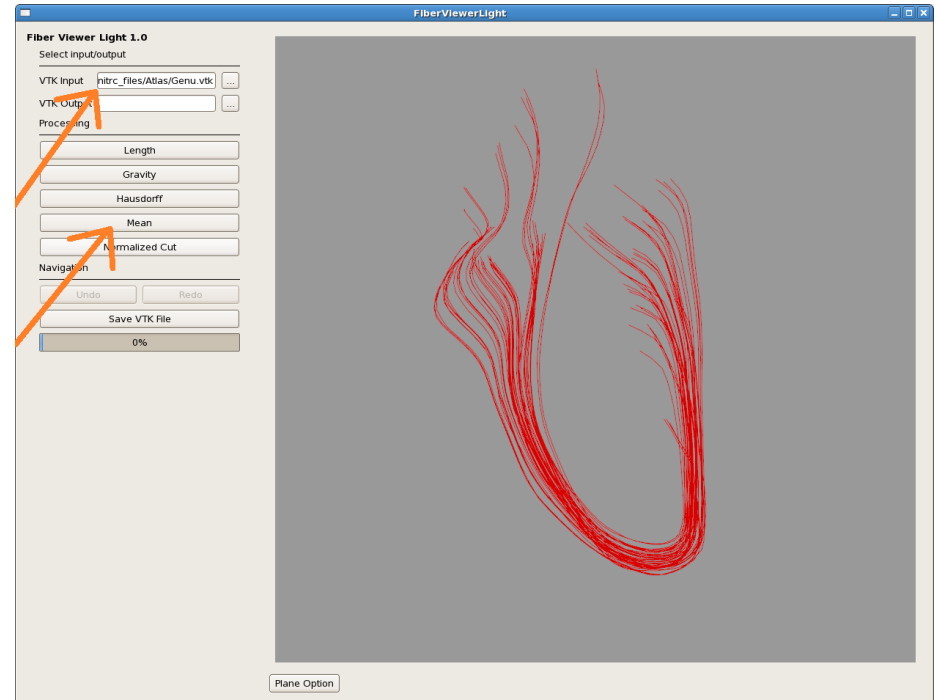 FiberViewerLight
Fiber Viewer Light 1.0
Select input/output
VTK Input nitrc_files/Atlas/Genu.vtk ...
VTK Output ...
Processing
Length
Gravity
Hausdorff
Mean
Normalized Cut
Navigation
Undo Redo
Save VTK File
0%
Plane Option